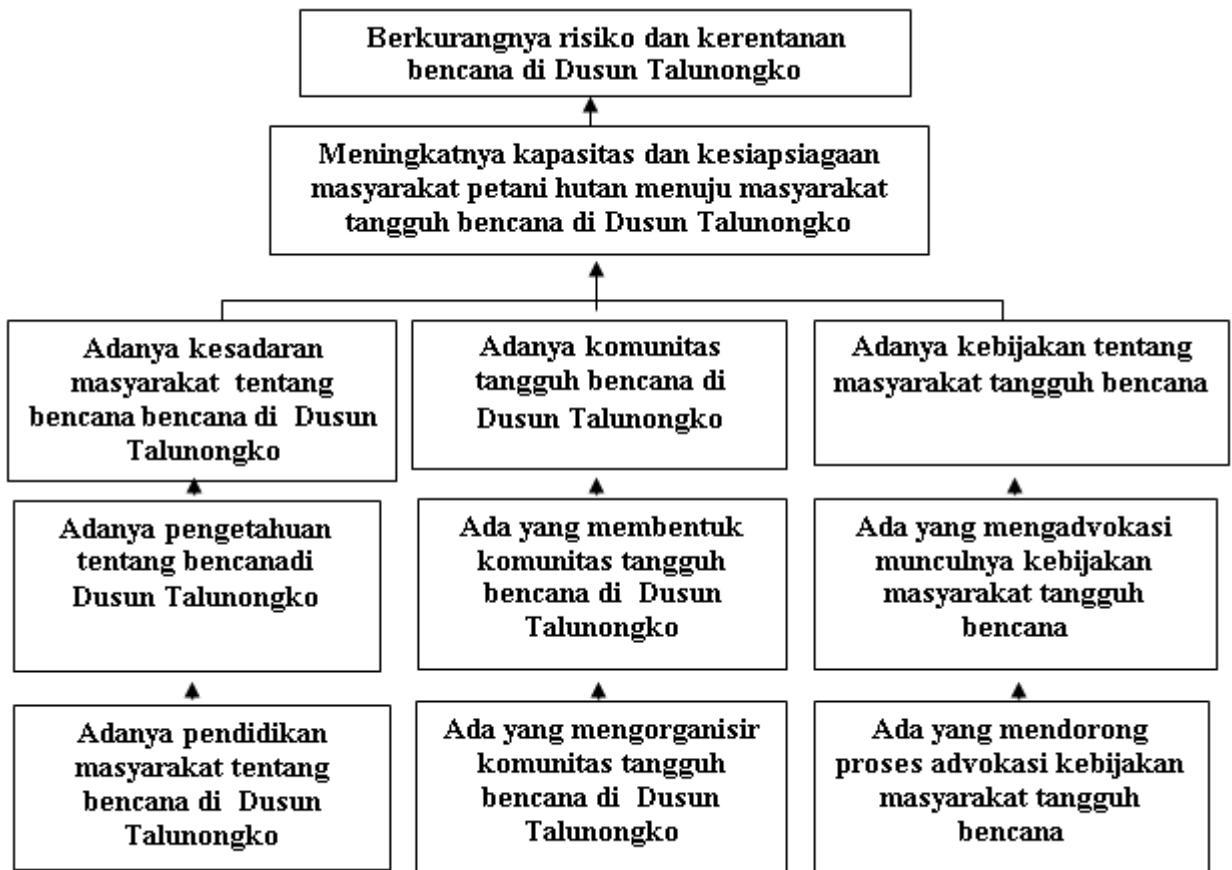 Berkurangnya risiko dan kerentanan
bencana di Dusun Talunongko
Meningkatnya kapasitas dan kesiapsiagaan
masyarakat petani hutan menuju masyarakat
tangguh bencana di Dusun Talunongko
Adanya kesadaran
masyarakat tentang
bencana bencana di Dusun
Talunongko
Adanya komunitas
tangguh bencana di
Dusun Talunongko
Adanya kebijakan tentang
masyarakat tangguh bencana
Adanya pengetahuan
tentang bencanadi
Dusun Talunongko
Ada yang membentuk
komunitas tangguh
bencana di Dusun
Talunongko
Ada yang mengadvokasi
munculnya kebijakan
masyarakat tangguh
bencana
Adanya pendidikan
masyarakat tentang
bencana di Dusun
Talunongko
Ada yang mengorganisir
komunitas tangguh
bencana di Dusun
Talunongko
Ada yang mendorong
proses advokasi kebijakan
masyarakat tangguh
bencana